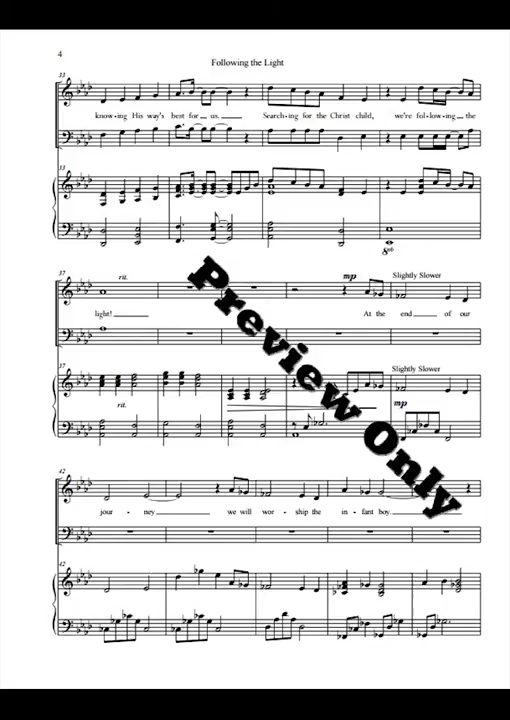 4
Following the Light
33
know - ing His way's best for us. Search - ing for the Christ child, we're fol - low - ing the
33
8vb
37 rit. mp Slightly Slower
light! At the end of our
37 Slightly Slower
rit. mp
42
jour - ney we will wor - ship the in - fant boy.
42
Preview Only